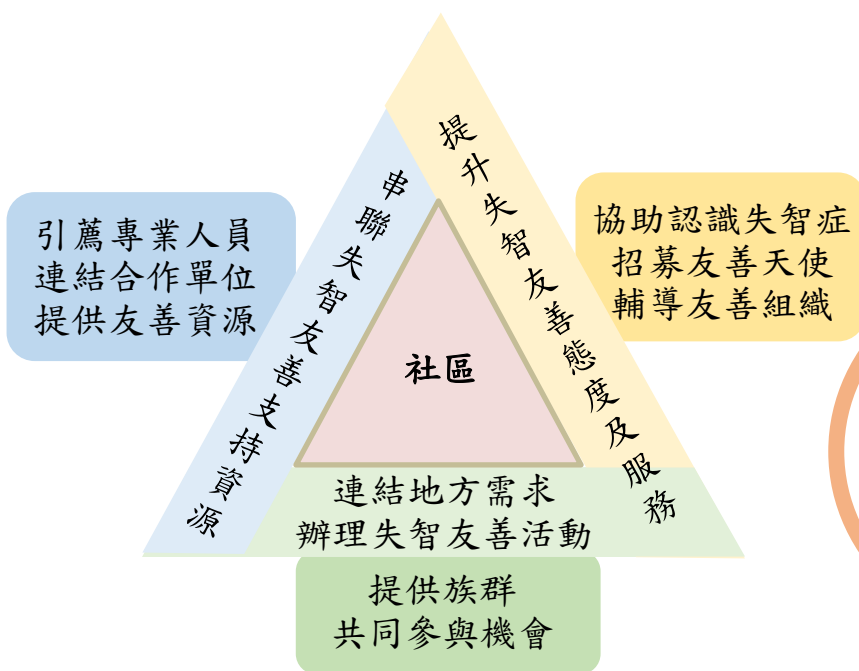 提升失智友善態度及服務
串聯失智友善支持資源
引薦專業人員
連結合作單位
提供友善資源
協助認識失智症
招募友善天使
輔導友善組織
社區
連結地方需求
辦理失智友善活動
提供族群
共同參與機會